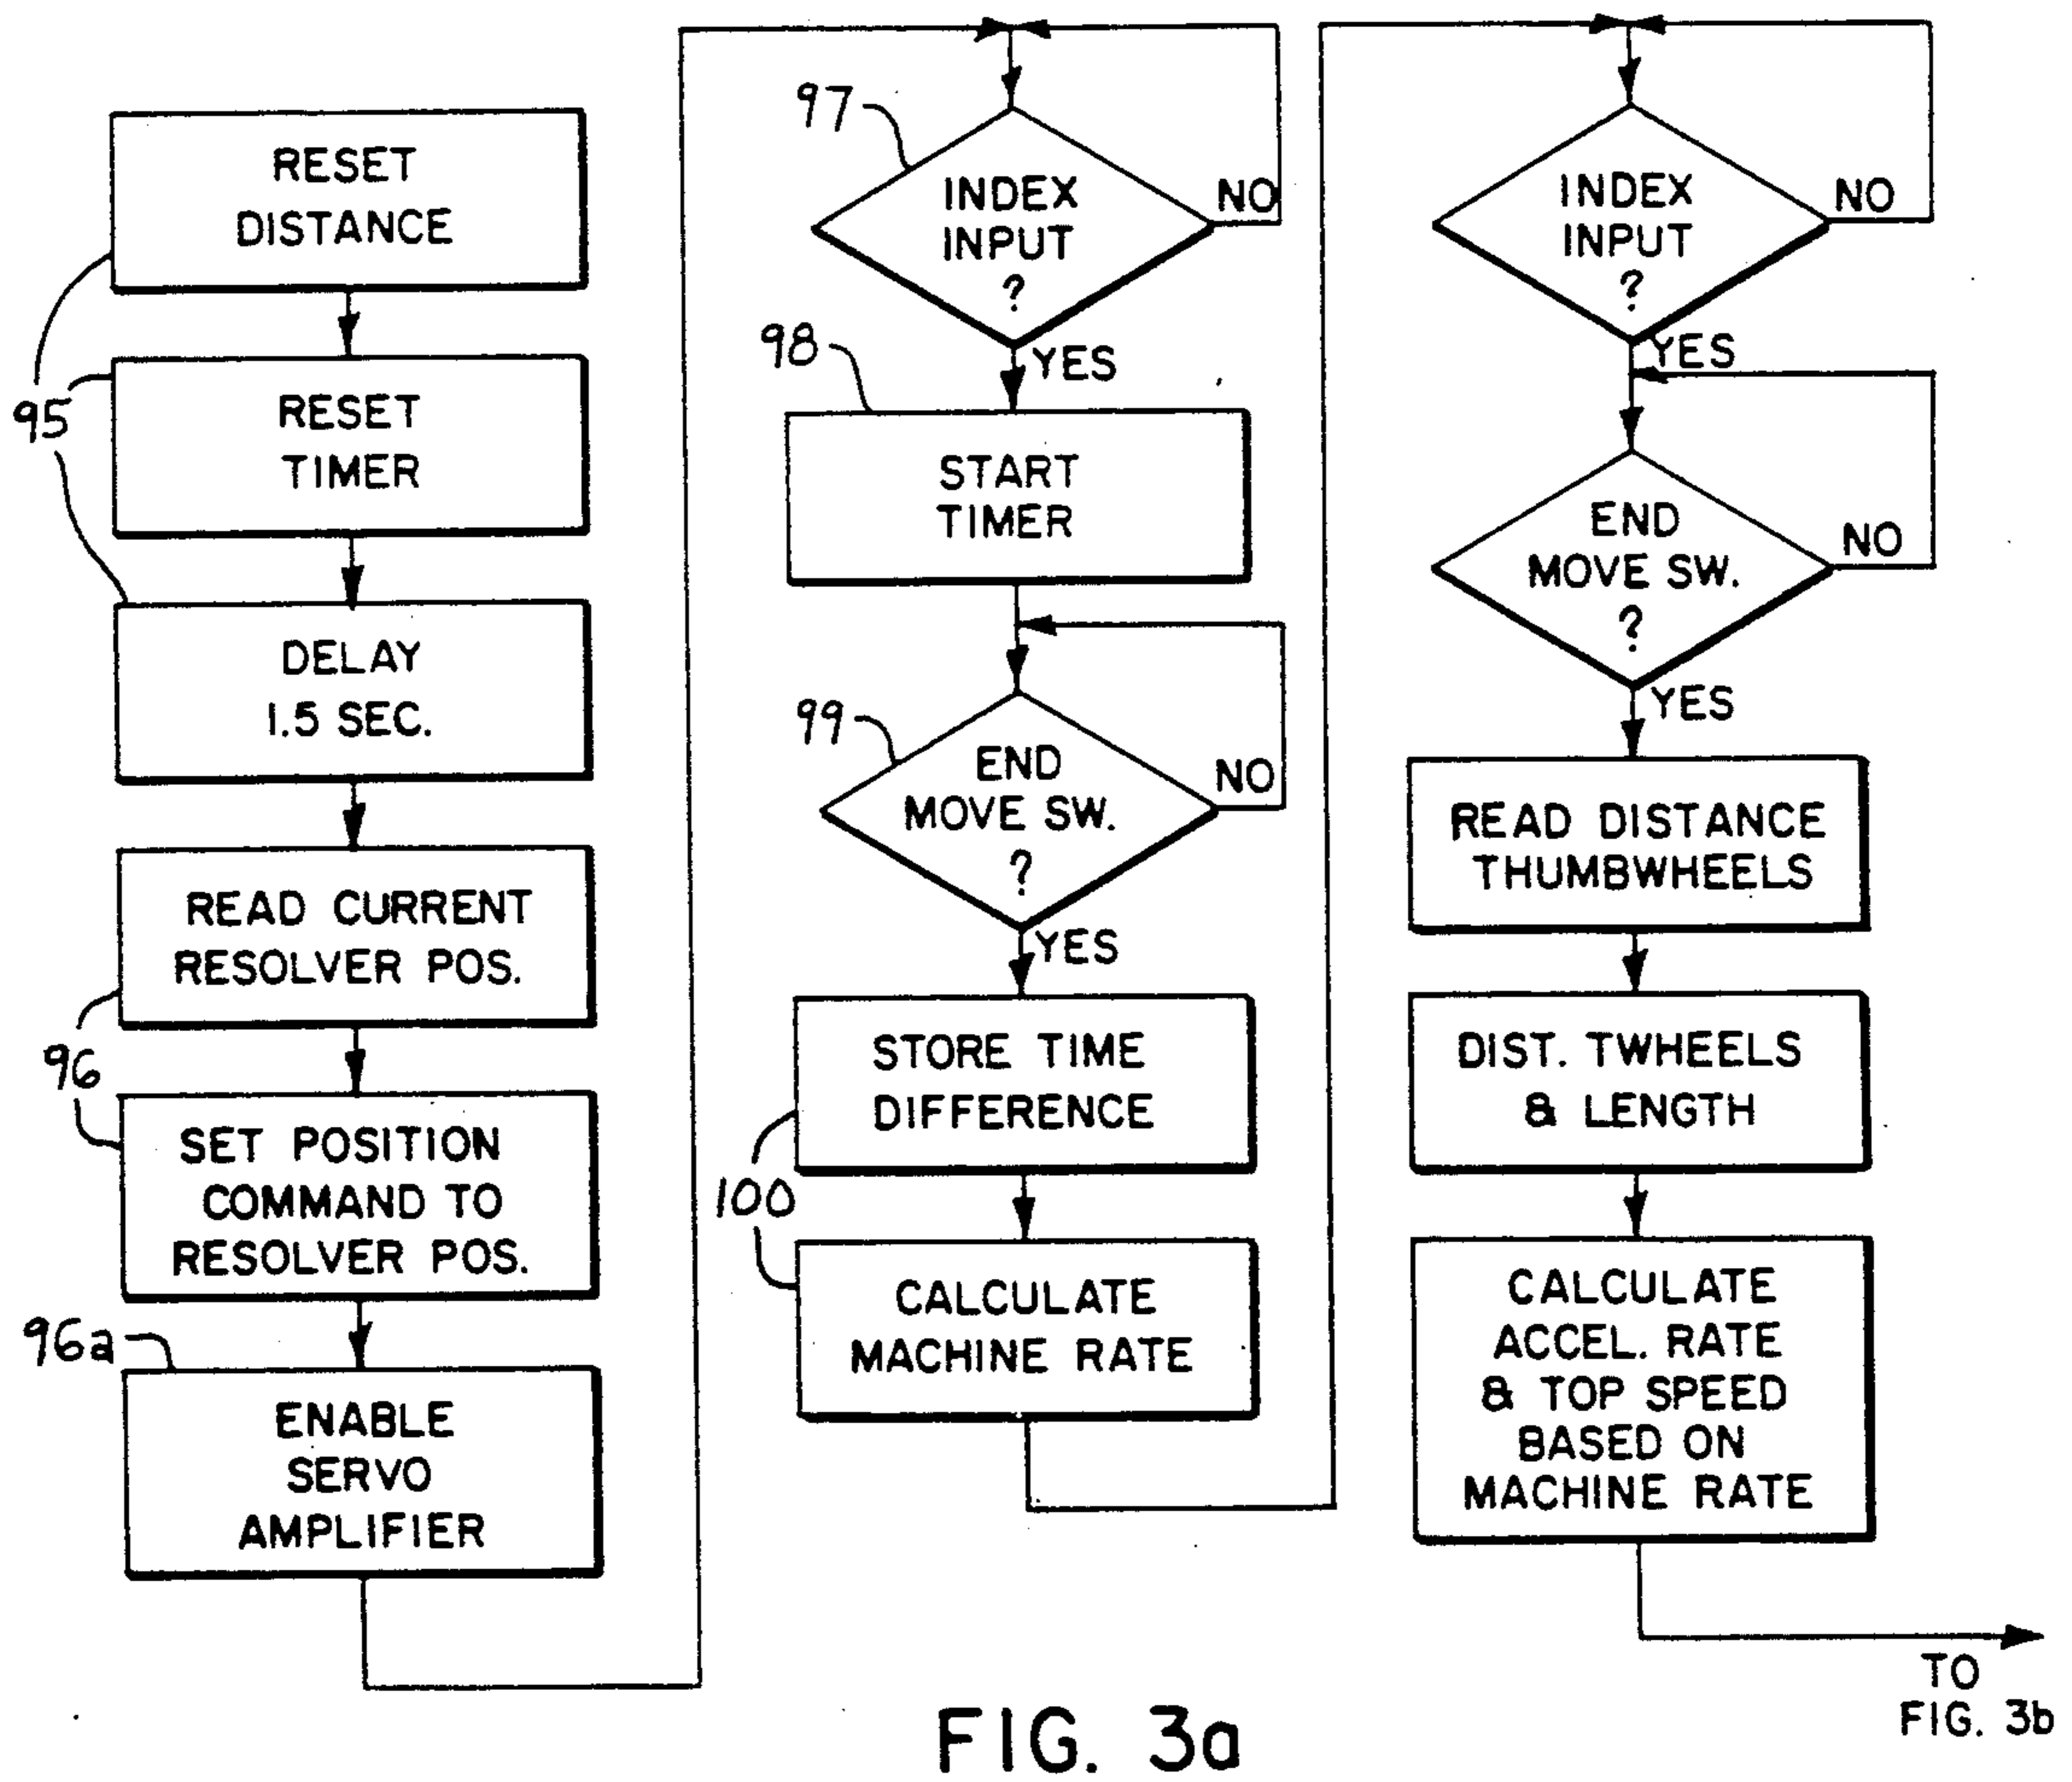 RESET
DISTANCE
95
RESET
TIMER
DELAY
1.5 SEC.
READ CURRENT
RESOLVER POS.
96
SET POSITION
COMMAND TO
RESOLVER POS.
96a
ENABLE
SERVO
AMPLIFIER
97
INDEX
INPUT
?
NO
YES
98
START
TIMER
99
END
MOVE SW.
?
NO
YES
STORE TIME
DIFFERENCE
100
CALCULATE
MACHINE RATE
INDEX
INPUT
?
NO
YES
END
MOVE SW.
?
NO
YES
READ DISTANCE
THUMBWHEELS
DIST. TWHEELS
& LENGTH
CALCULATE
ACCEL. RATE
& TOP SPEED
BASED ON
MACHINE RATE
TO
FIG. 3b
FIG. 3a